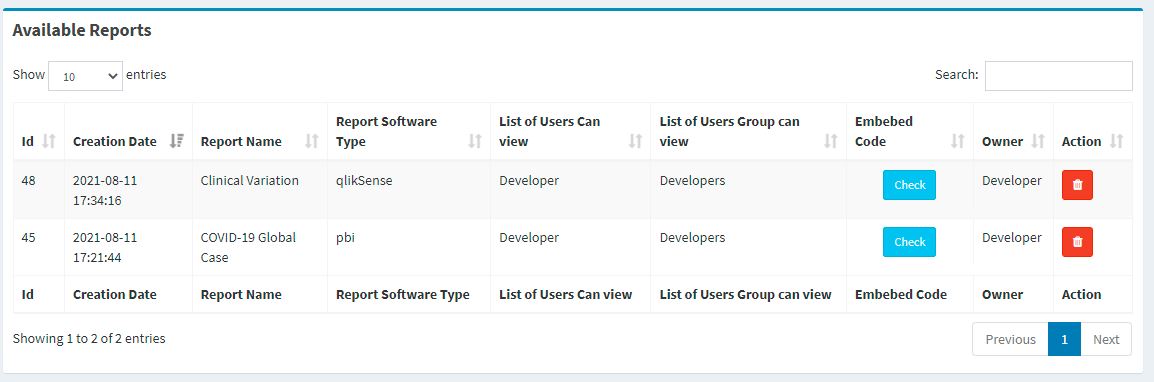 Available Reports
Show 10 entries Search:
Id Creation Date Report Name Report Software Type List of Users Can view List of Users Group can view Embebed Code Owner Action
48 2021-08-11 17:34:16 Clinical Variation qlikSense Developer Developers Check Developer
45 2021-08-11 17:21:44 COVID-19 Global Case pbi Developer Developers Check Developer
Id Creation Date Report Name Report Software Type List of Users Can view List of Users Group can view Embebed Code Owner Action
Showing 1 to 2 of 2 entries Previous 1 Next